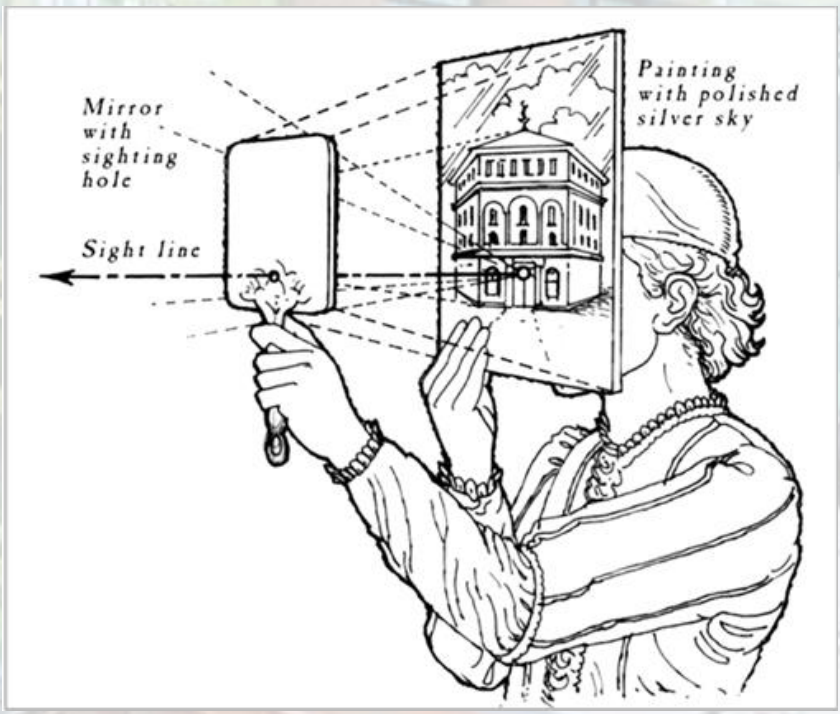 Mirror
with
sighting
hole
Sight line
Painting
with polished
silver sky